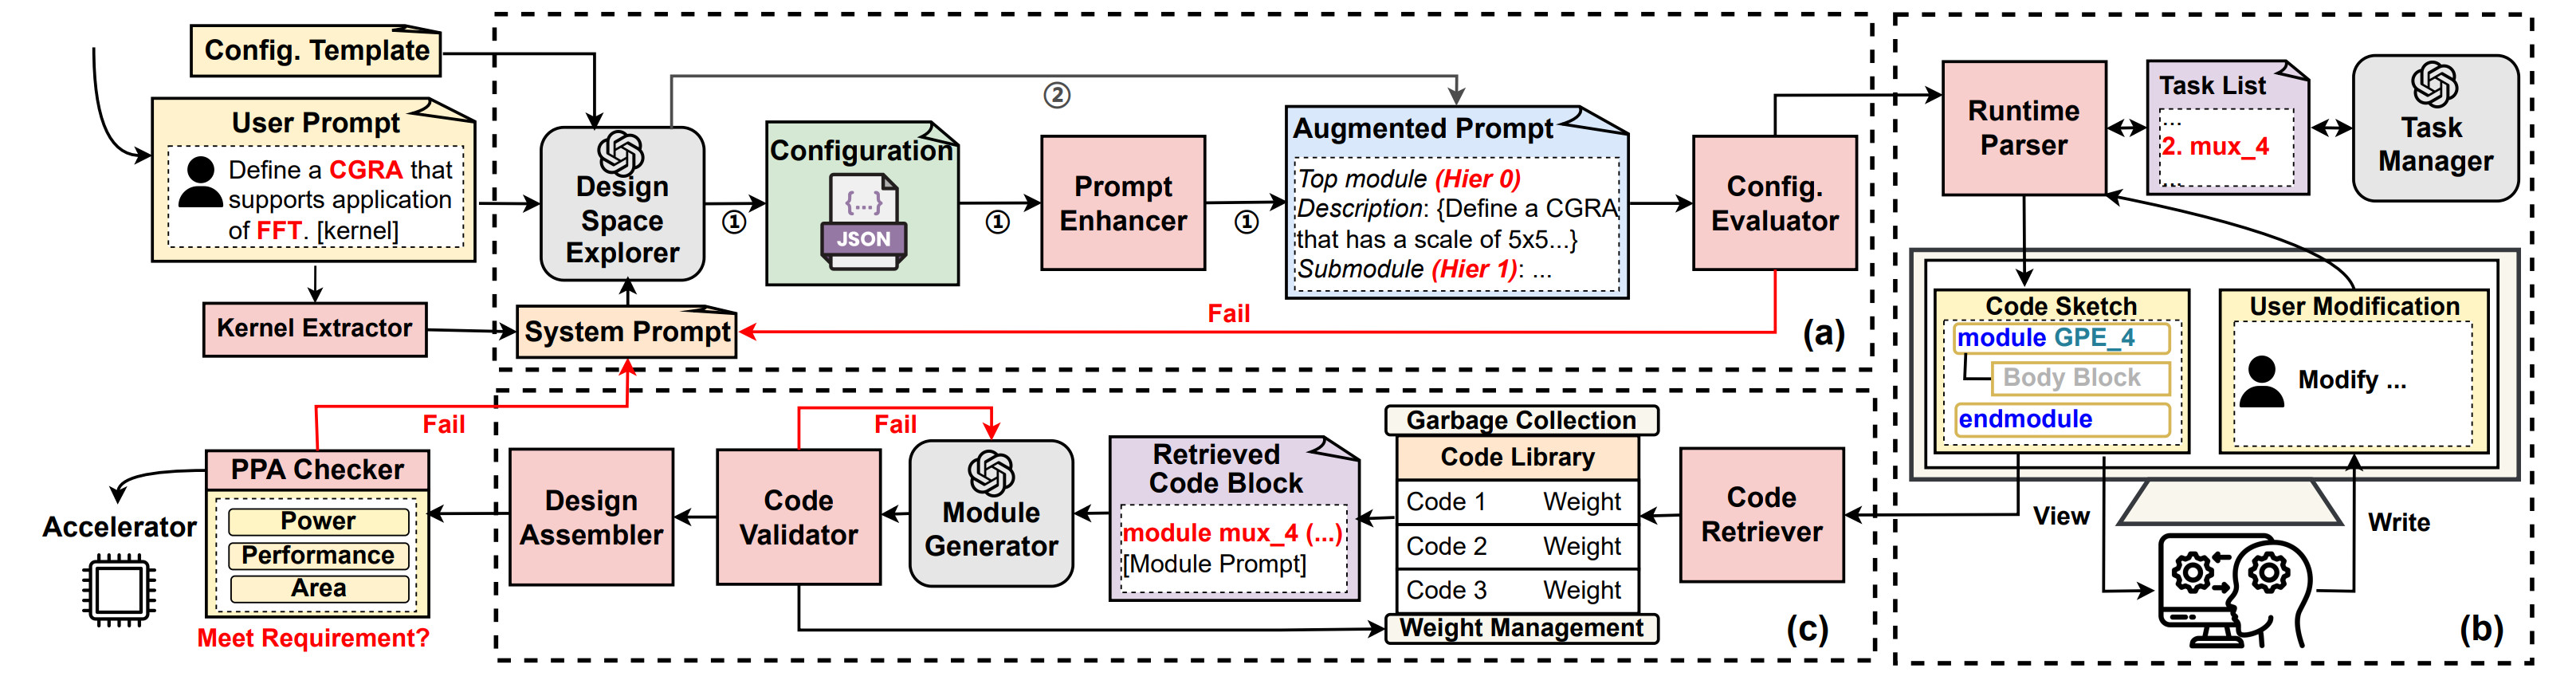 Config. Template
User Prompt
Define a CGRA that
supports application
of FFT. [kernel]
Kernel Extractor
Design
Space
Explorer
System Prompt
①
②
Configuration
{...}
JSON
①
Prompt
Enhancer
①
Augmented Prompt
Top module (Hier 0)
Description: {Define a CGRA
that has a scale of 5x5...}
Submodule (Hier 1): ...
Config.
Evaluator
Fail
(a)
Runtime
Parser
Task List
...
2. mux_4
...
Task
Manager
Code Sketch
module GPE_4
Body Block
endmodule
User Modification
Modify ...
View
Write
(b)
Code
Retriever
Garbage Collection
Code Library
Code 1 Weight
Code 2 Weight
Code 3 Weight
Weight Management
Retrieved
Code Block
module mux_4 (...)
[Module Prompt]
Module
Generator
Fail
Code
Validator
Design
Assembler
(c)
Fail
PPA Checker
Power
Performance
Area
Meet Requirement?
Accelerator